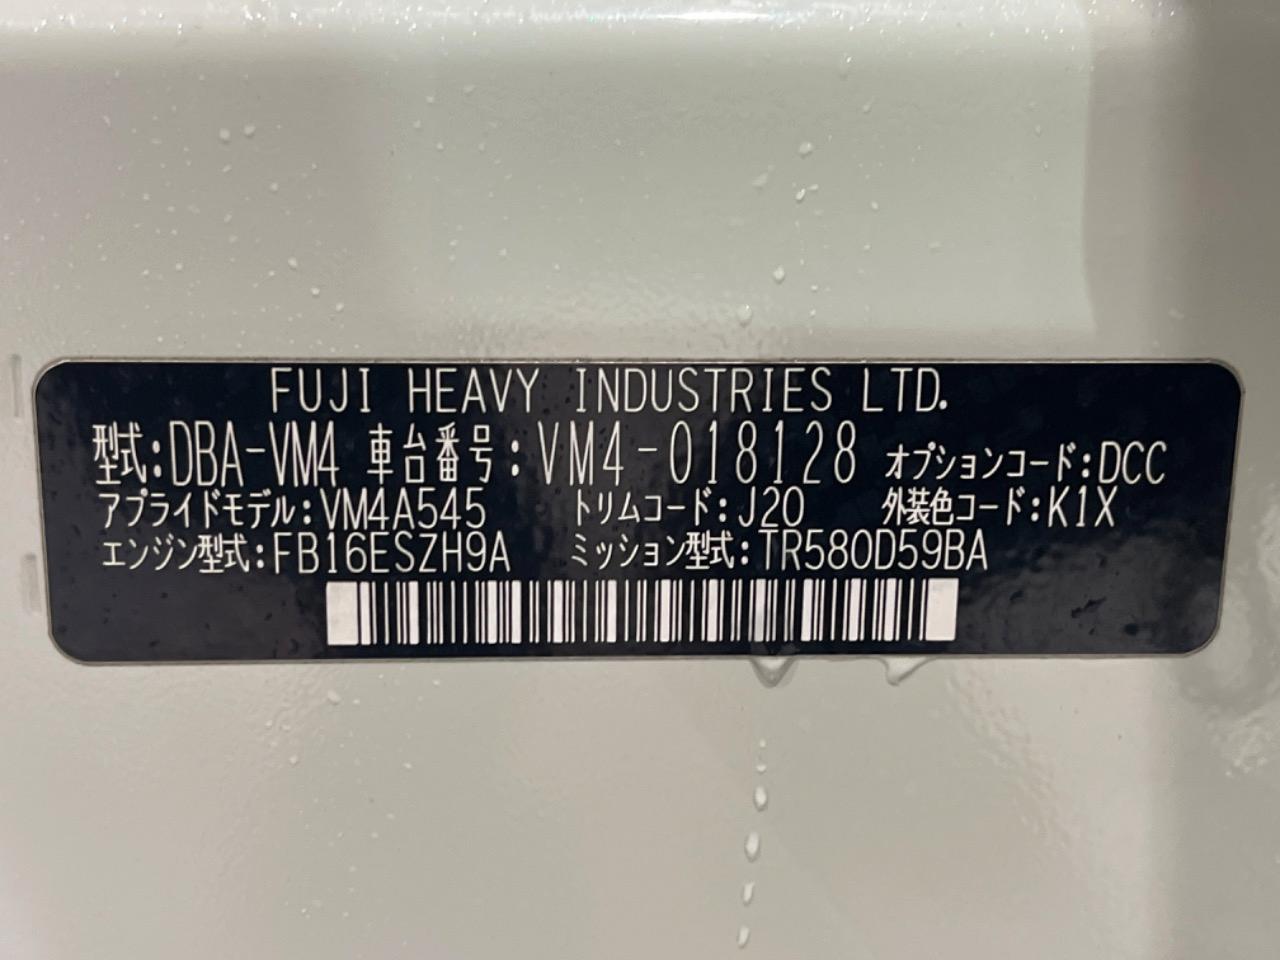 FUJI HEAVY INDUSTRIES LTD.
型式:DBA-VM4 車台番号:VM4-018128 オプションコード:DCC
アプライドモデル:VM4A545 トリムコード:J20 外装色コード:K1X
エンジン型式:FB16ESZH9A ミッション型式:TR580D59BA